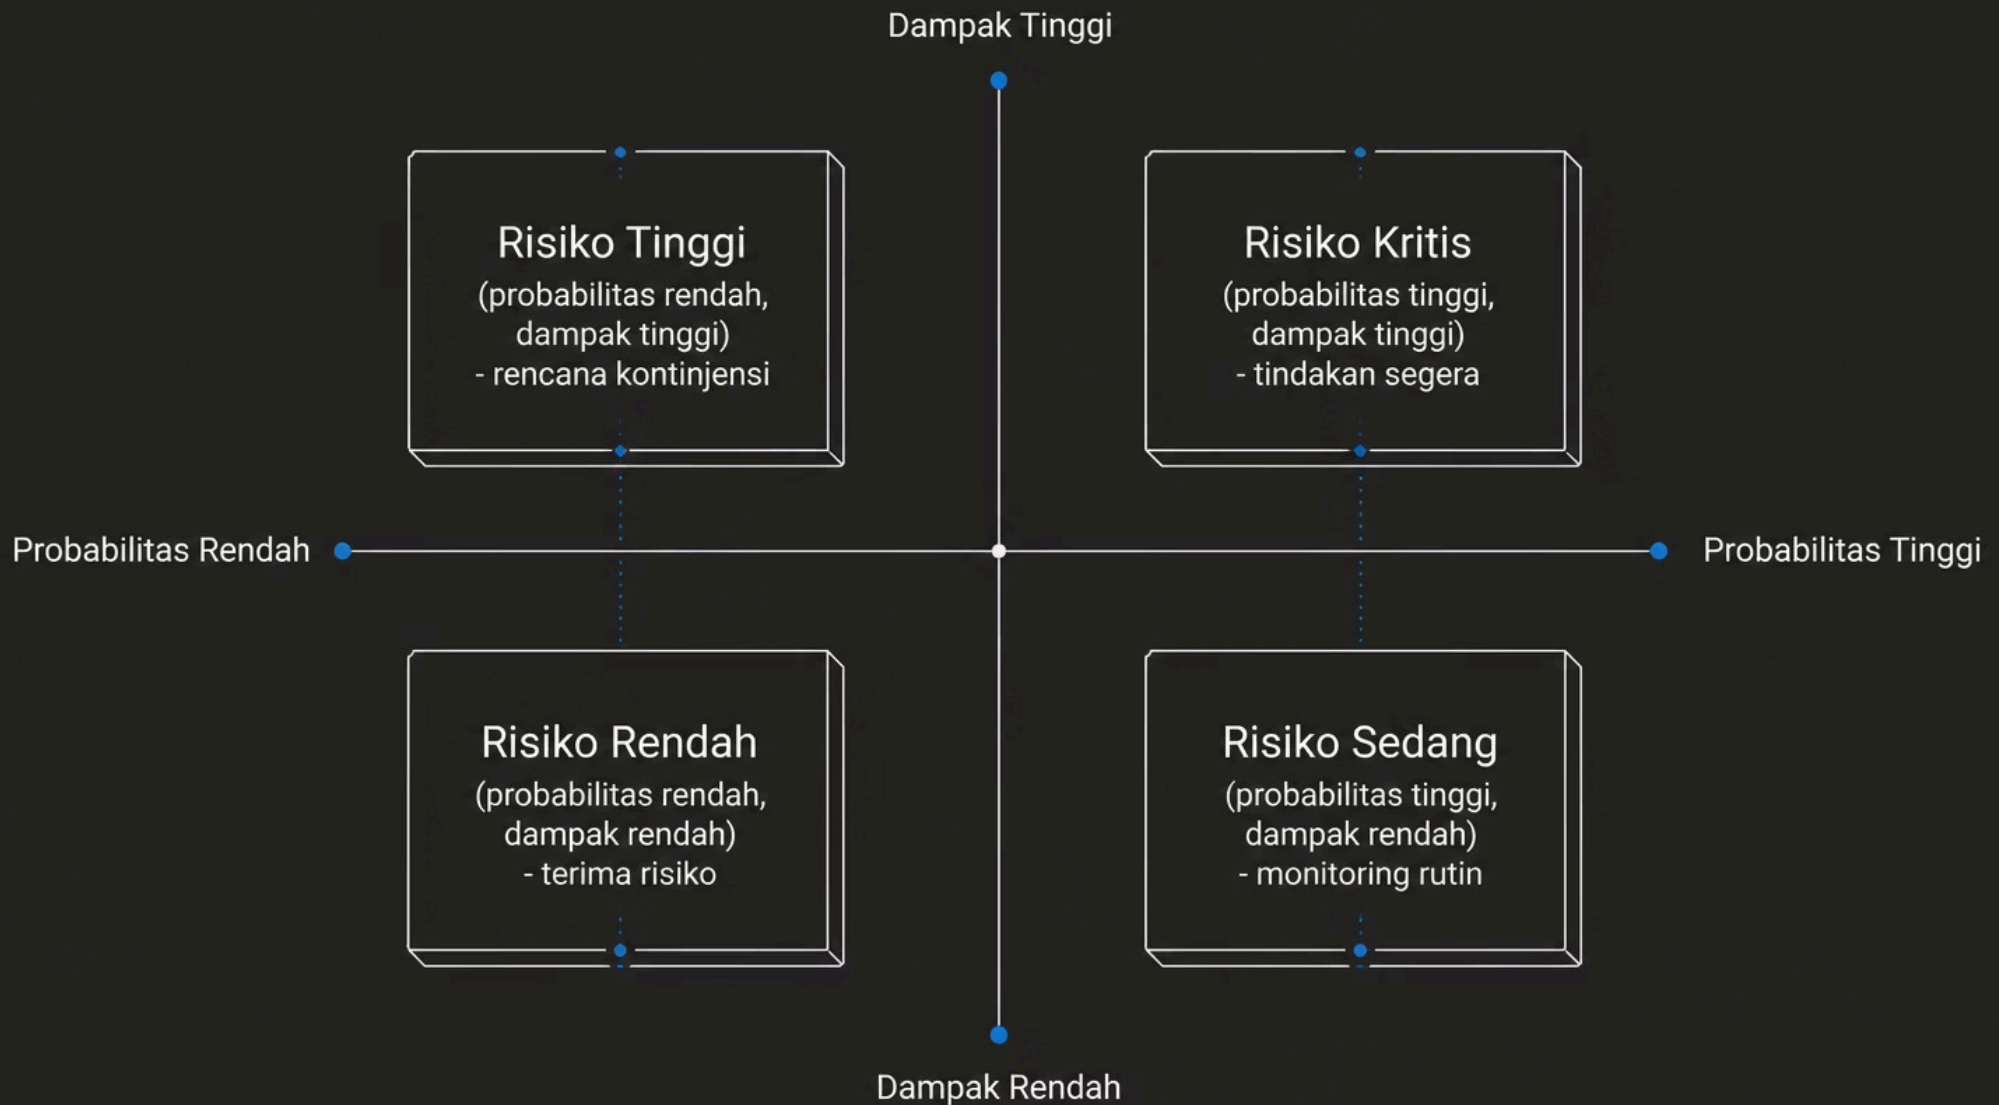 Dampak Tinggi
Risiko Tinggi
(probabilitas rendah,
dampak tinggi)
- rencana kontinjensi
Risiko Kritis
(probabilitas tinggi,
dampak tinggi)
- tindakan segera
Probabilitas Rendah
Probabilitas Tinggi
Risiko Rendah
(probabilitas rendah,
dampak rendah)
- terima risiko
Risiko Sedang
(probabilitas tinggi,
dampak rendah)
- monitoring rutin
Dampak Rendah